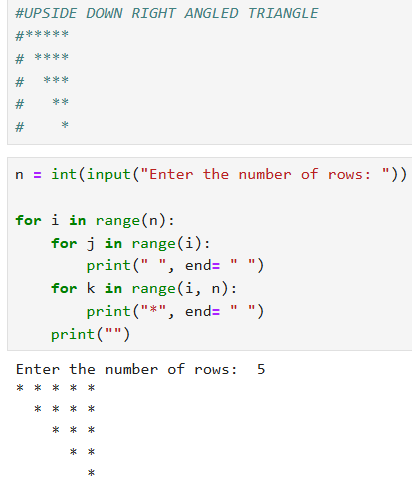 #UPSIDE DOWN RIGHT ANGLED TRIANGLE
#*****
# ****
#  ***
#   **
#    *
n = int(input("Enter the number of rows: "))
for i in range(n):
    for j in range(i):
        print(" ", end= " ")
    for k in range(i, n):
        print("*", end= " ")
    print("")
Enter the number of rows:  5
* * * * *
  * * * *
    * * *
      * *
        *